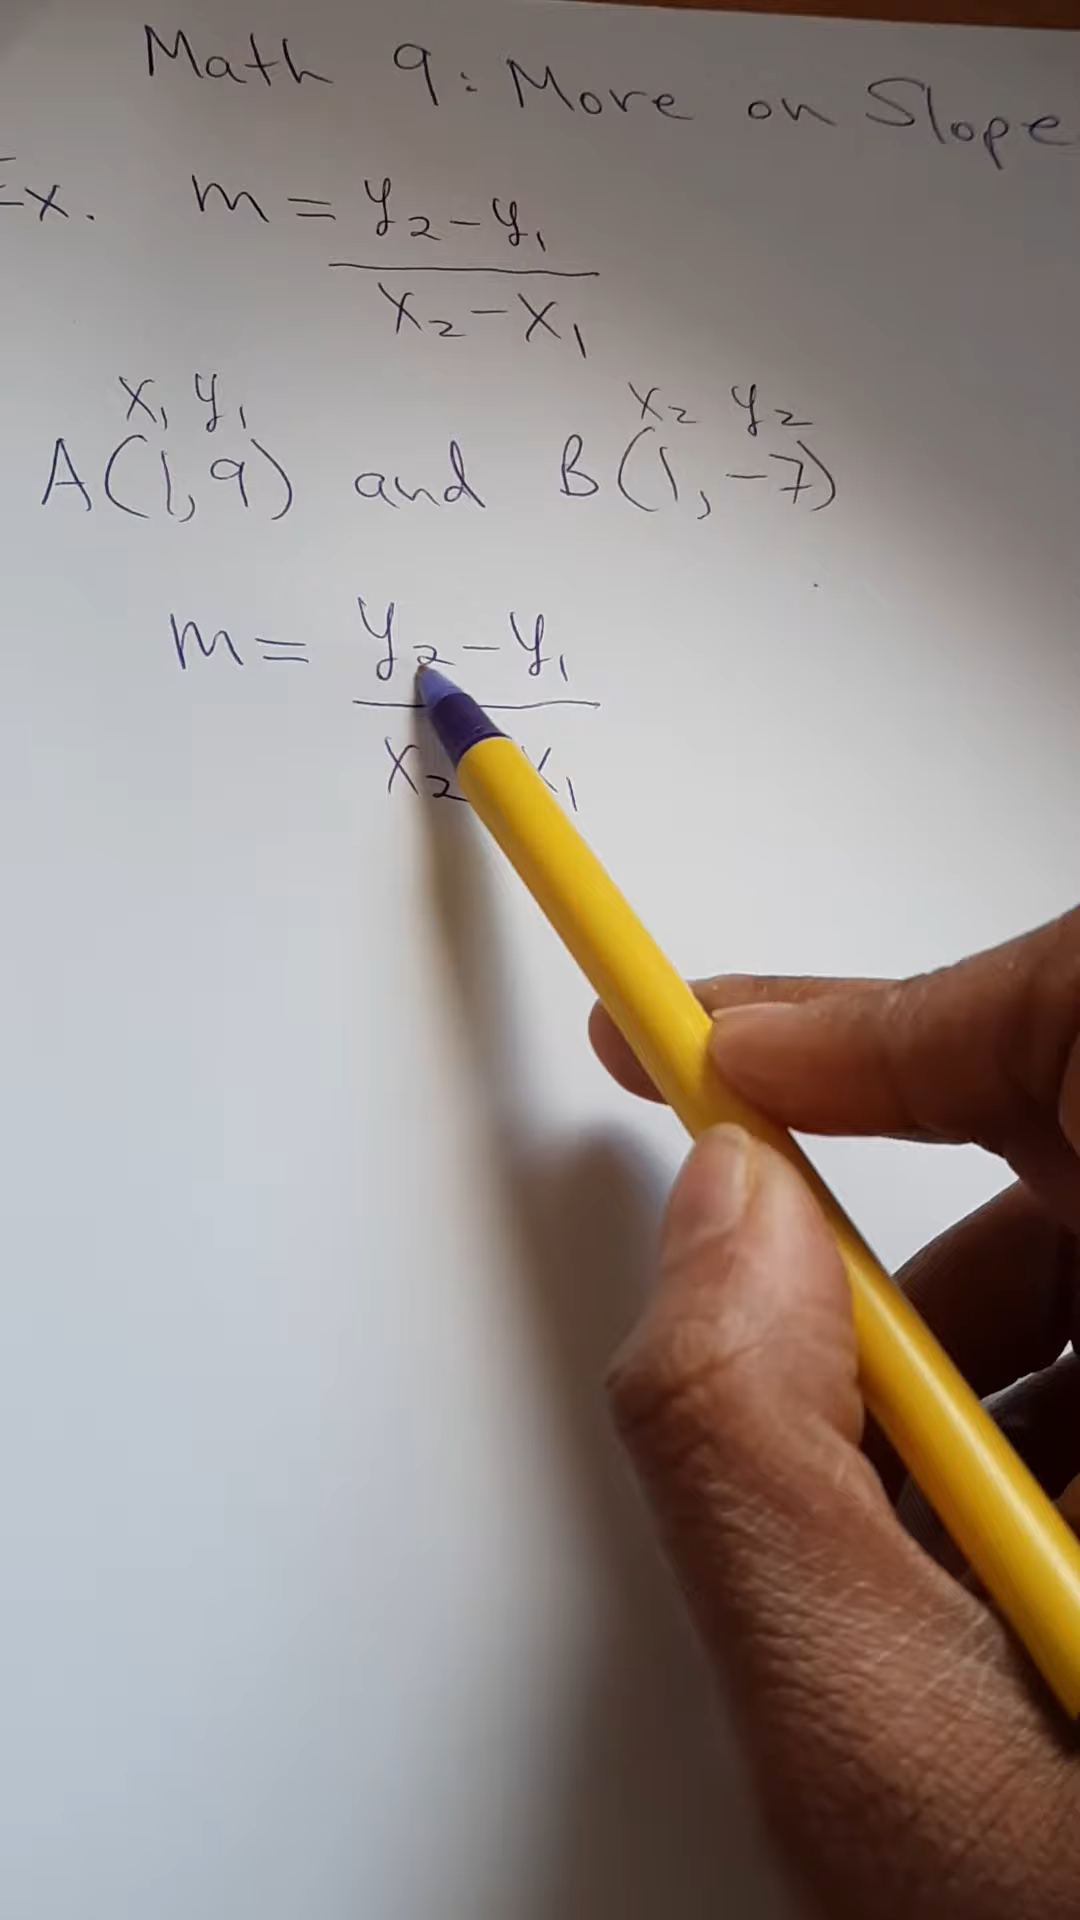 Math 9: More on Slope
Ex. m = y₂ - y₁
x₂ - x₁
x₁ y₁ x₂ y₂
A(1, 9) and B(1, -7)
m = y₂ - y₁
x₂ x₁